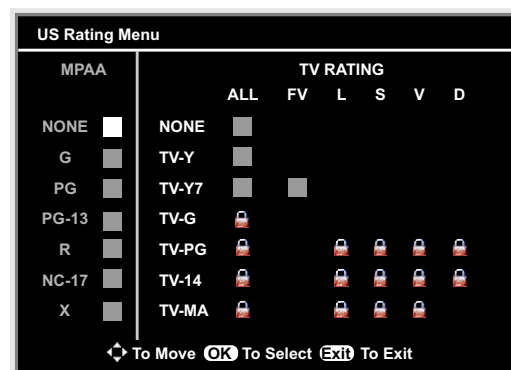 US Rating Menu
MPAA TV RATING
ALL FV L S V D
NONE NONE
G TV-Y
PG TV-Y7
PG-13 TV-G
R TV-PG
NC-17 TV-14
X TV-MA
To Move OK To Select Exit To Exit